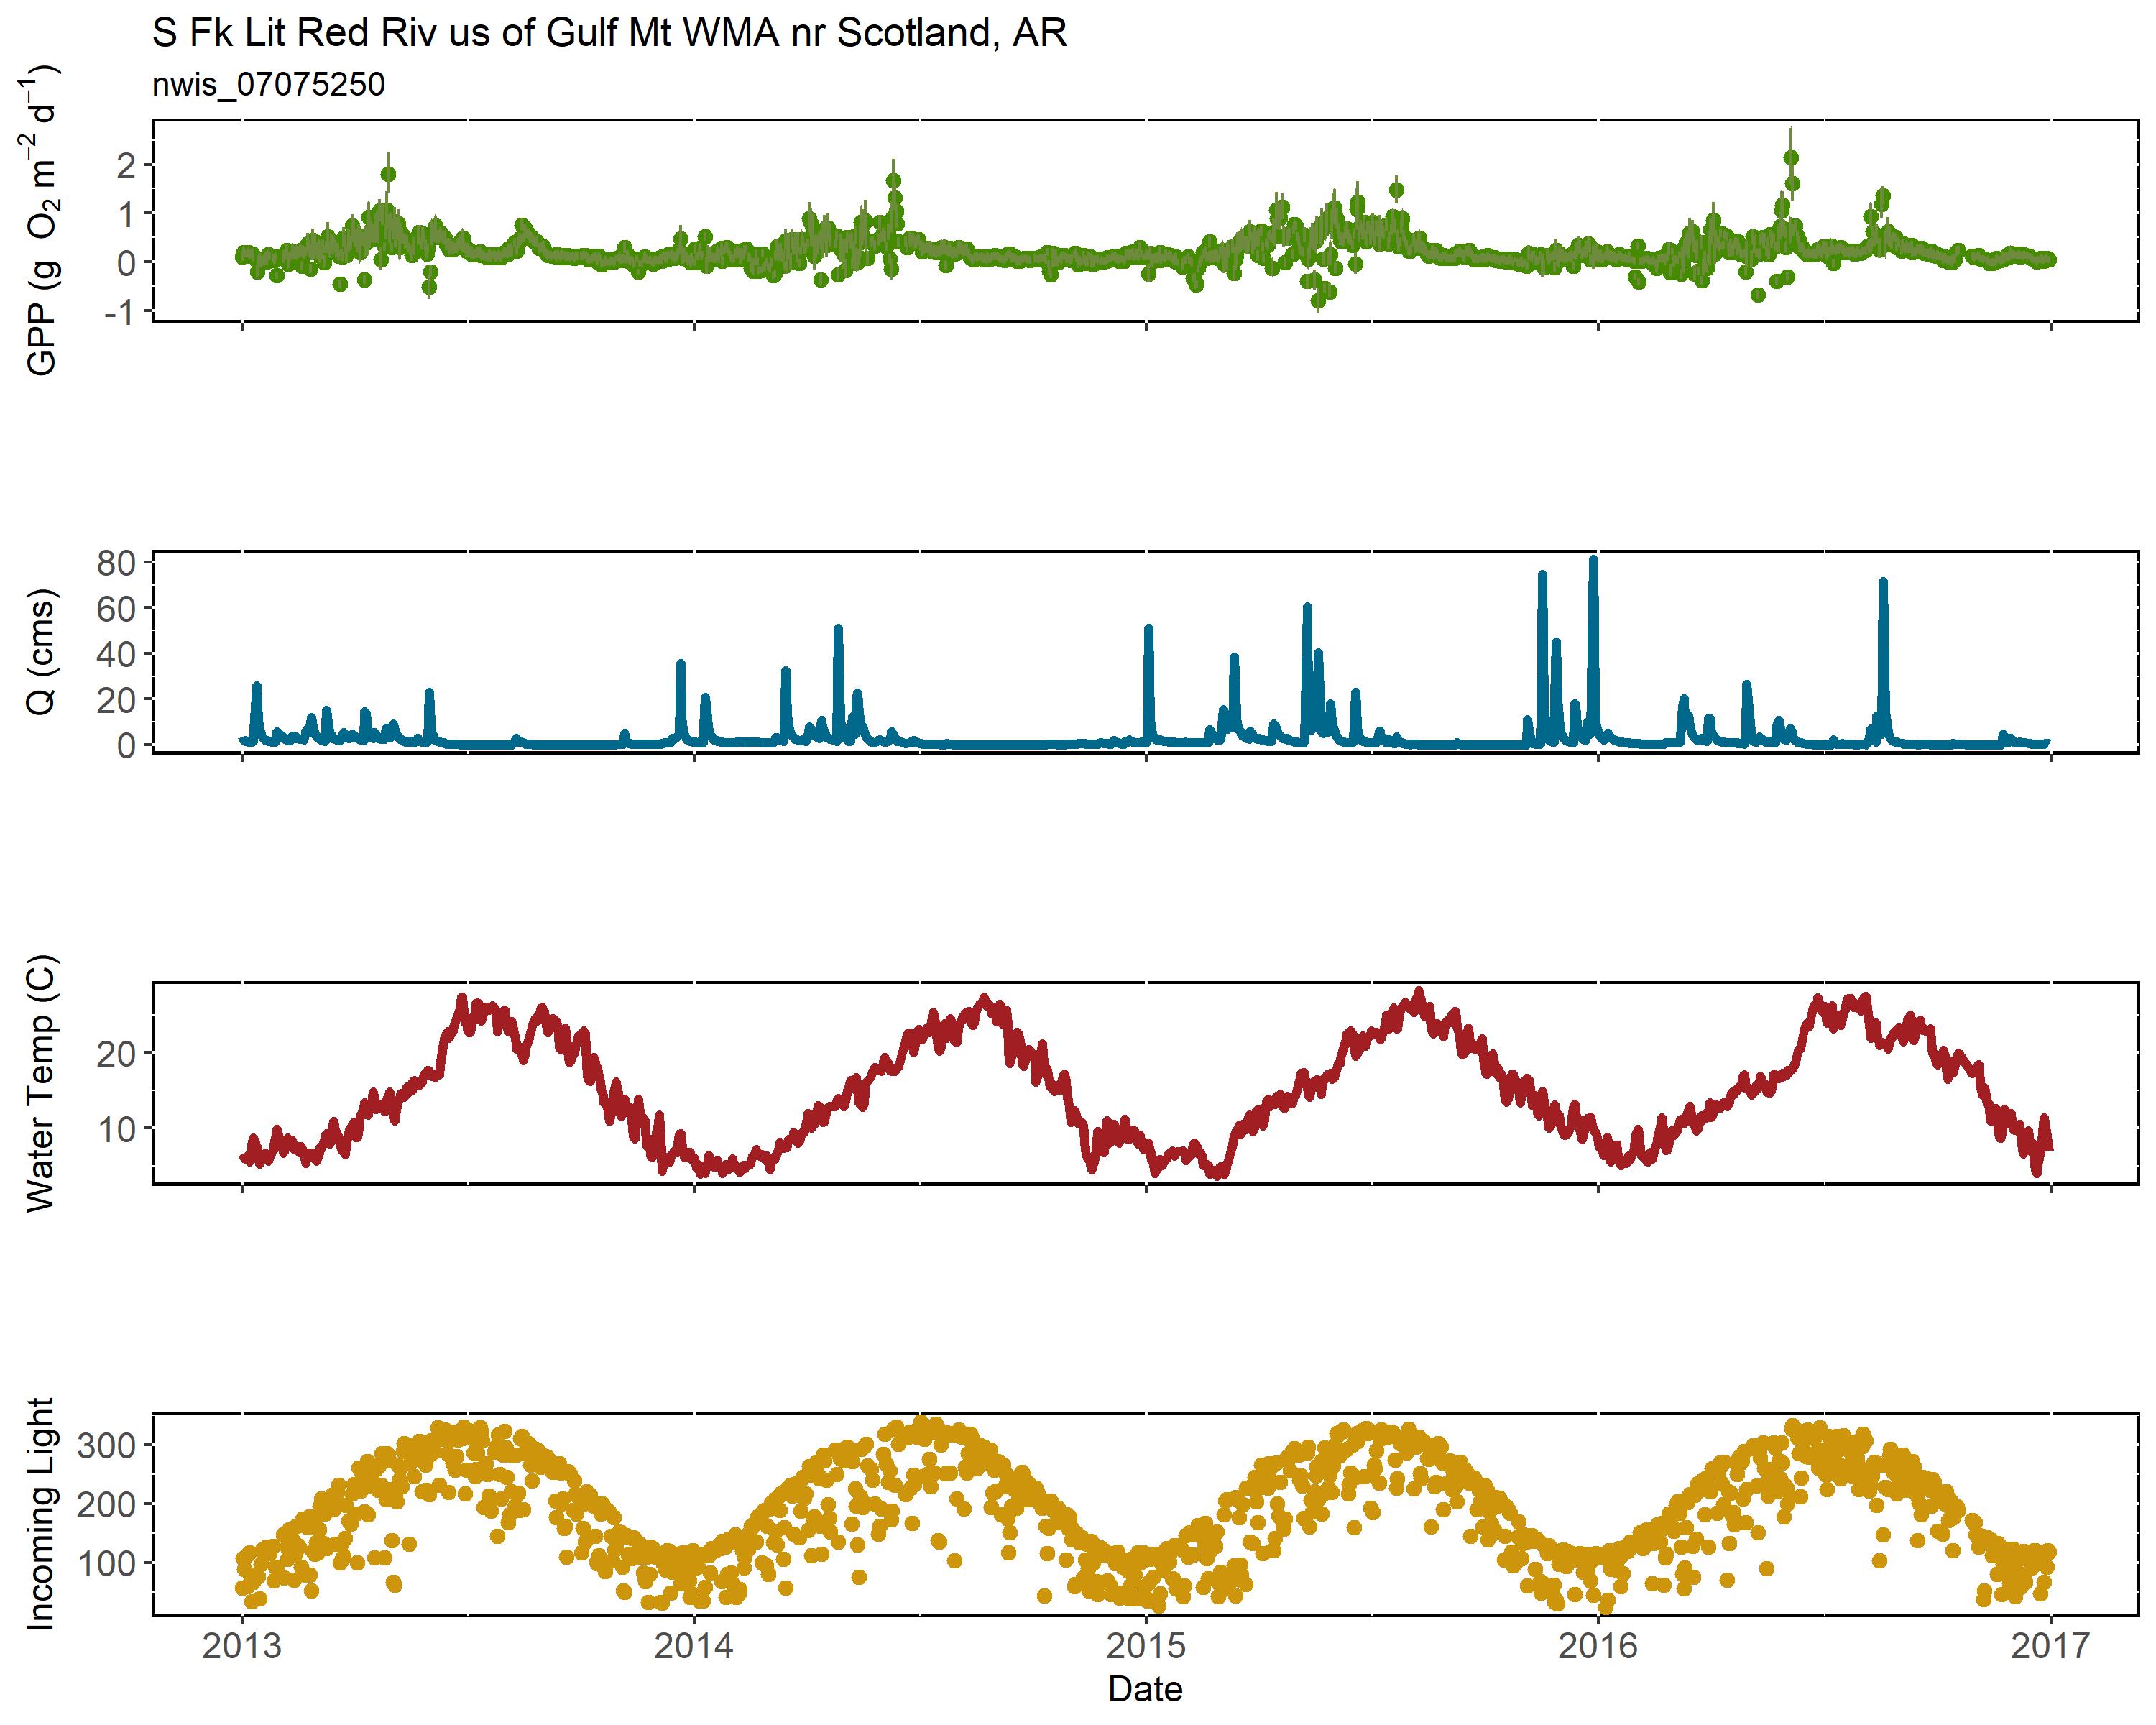 S Fk Lit Red Riv us of Gulf Mt WMA nr Scotland, AR
nwis_07075250
GPP (g O₂ m⁻² d⁻¹)
2
1
0
-1
Q (cms)
80
60
40
20
0
Water Temp (C)
20
10
Incoming Light
300
200
100
2013 2014 2015 2016 2017
Date